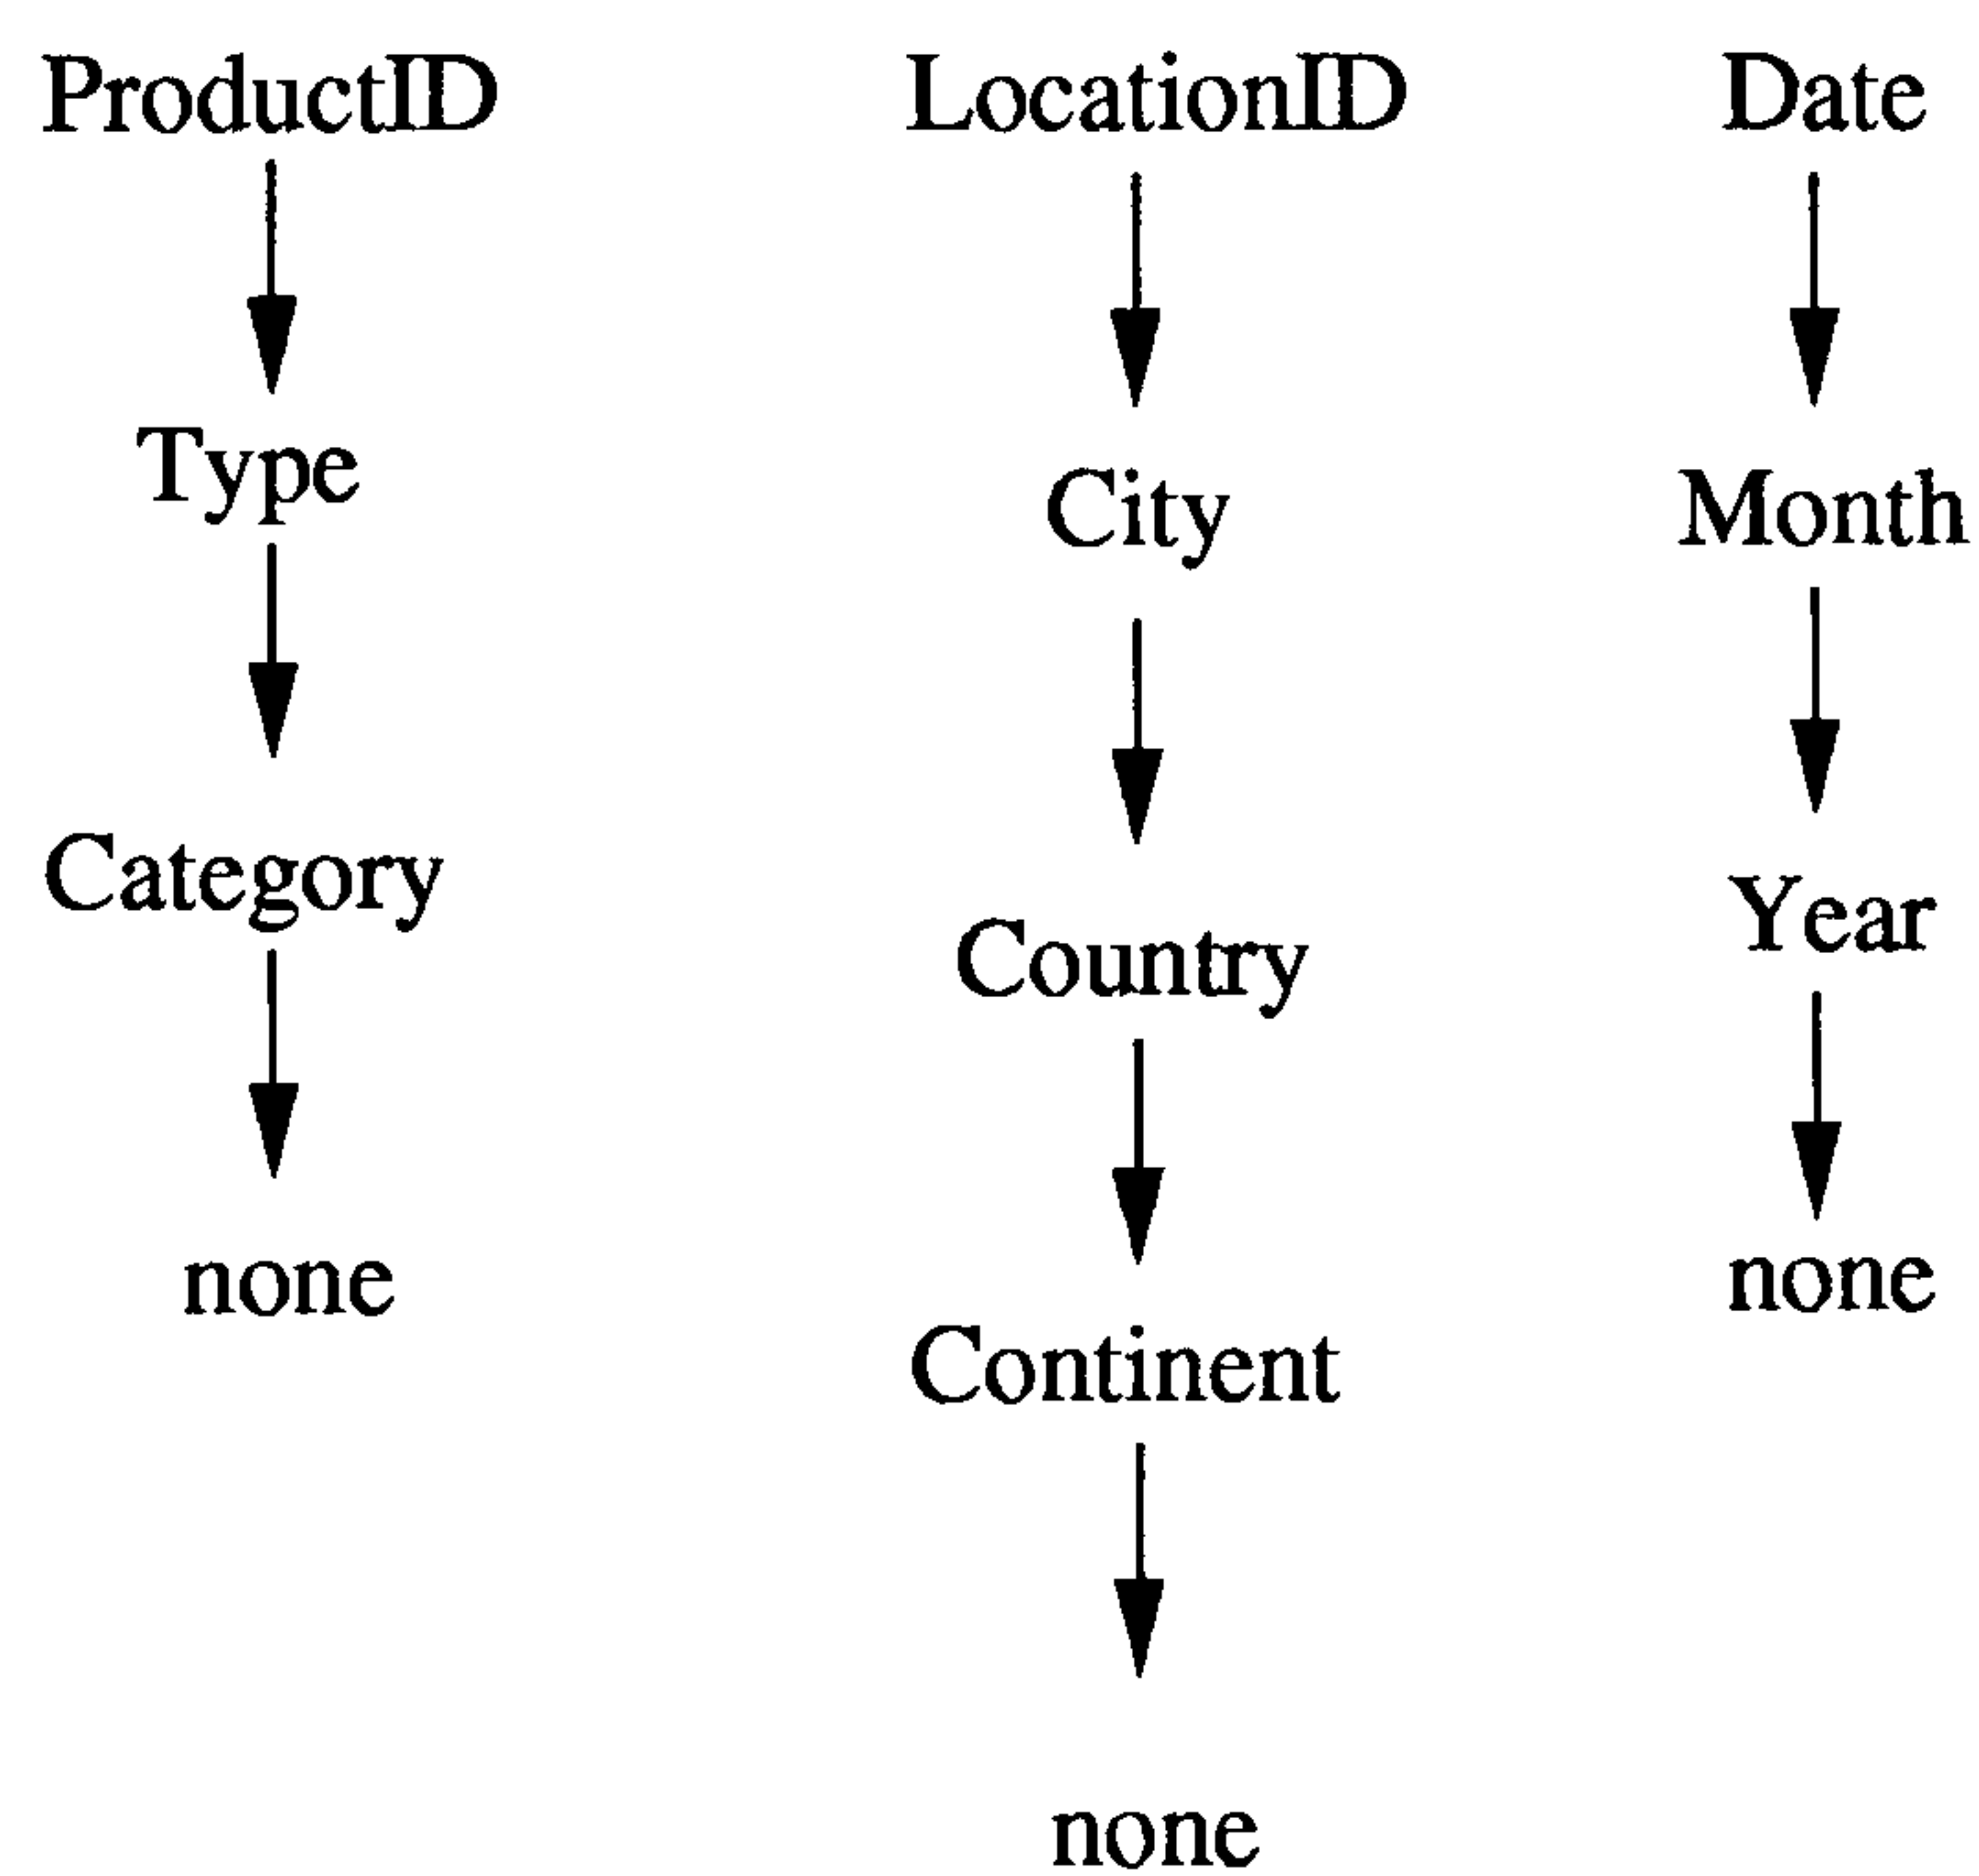 ProductID LocationID Date
Type City Month
Category Country Year
none Continent none
none